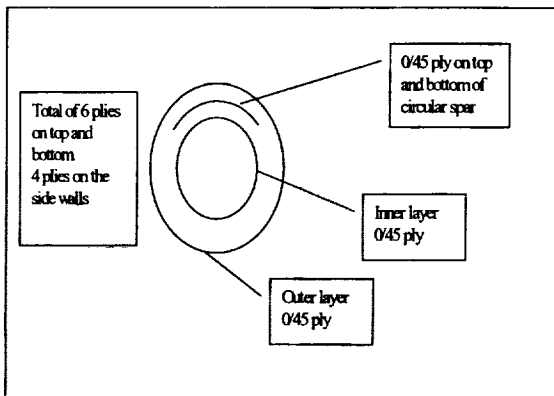 Total of 6 plies
on top and
bottom
4 plies on the
side walls
0/45 ply on top
and bottom of
circular spar
Inner layer
0/45 ply
Outer layer
0/45 ply